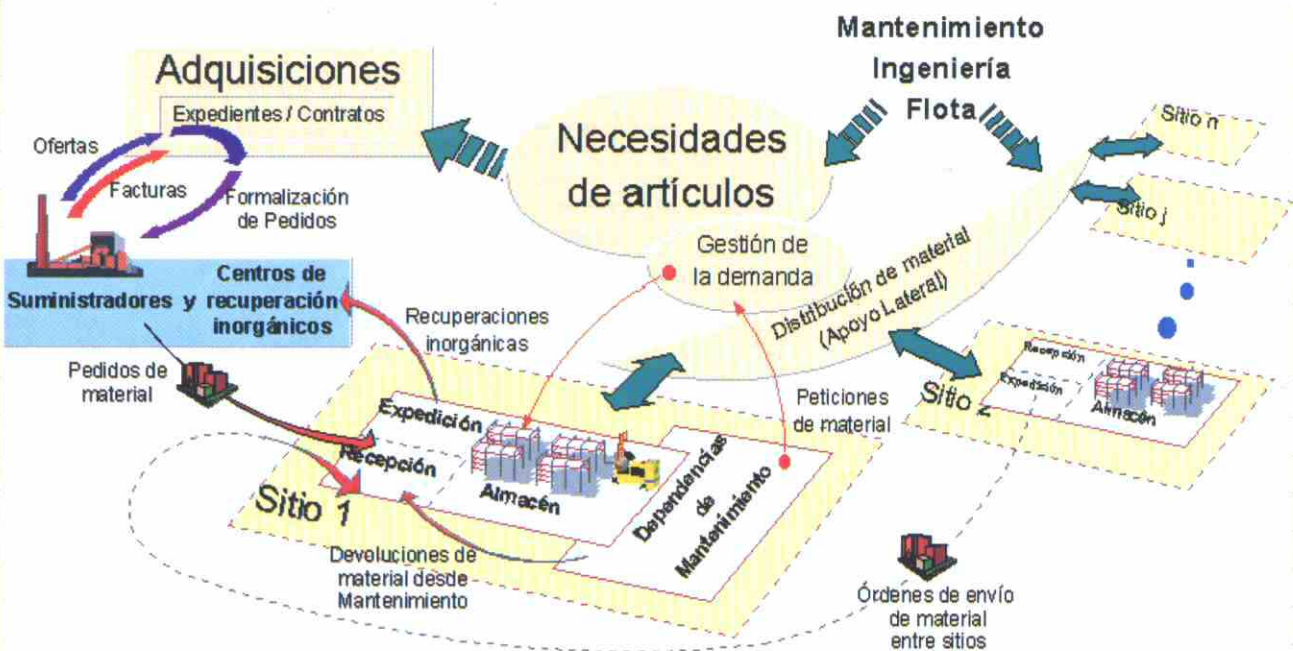 Mantenimiento
Ingeniería
Flota
Adquisiciones
Expedientes / Contratos
Ofertas
Facturas
Formalización
de Pedidos
Necesidades
de artículos
Gestión de
la demanda
Sitio n
Sitio j
Distribución de material
(Apoyo Lateral)
Suministradores y
Centros de
recuperación
inorgánicos
Recuperaciones
inorgánicas
Pedidos de
material
Peticiones
de material
Expedición
Recepción
Almacén
Sitio 1
Dependencias
de
Mantenimiento
Recepción
Expedición
Almacén
Sitio 2
Devoluciones de
material desde
Mantenimiento
Órdenes de envío
de material
entre sitios